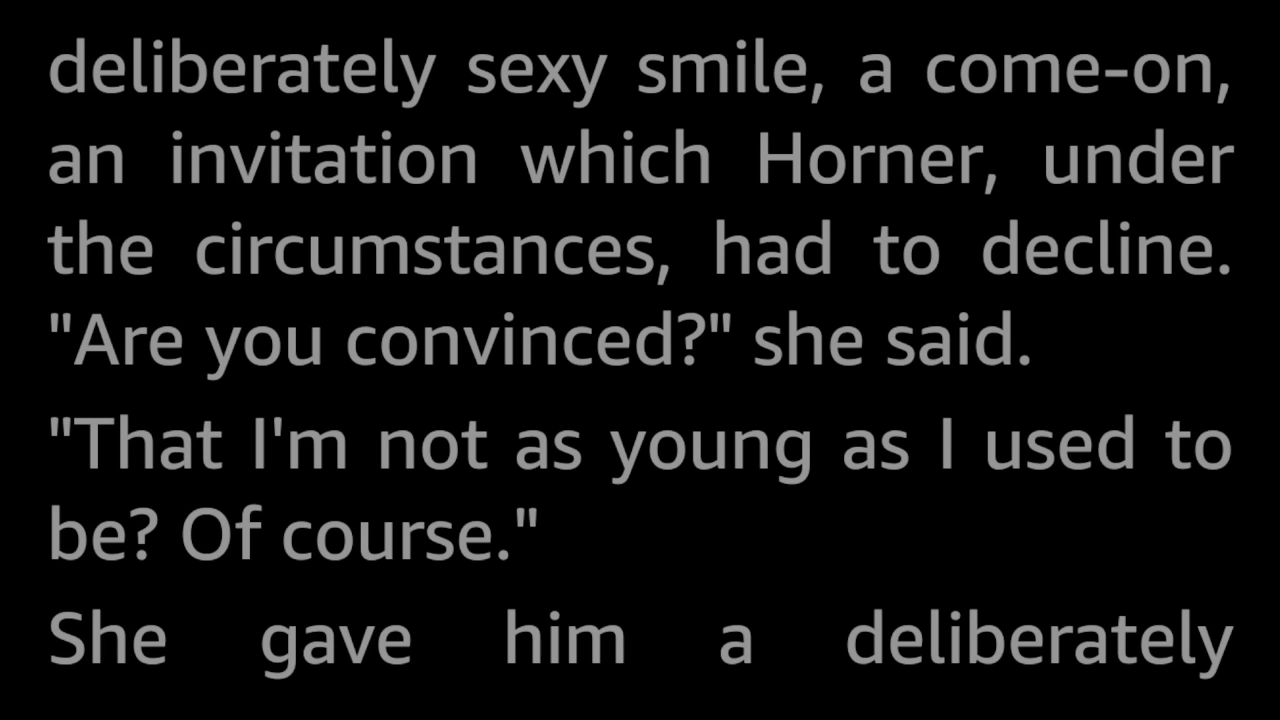 deliberately sexy smile, a come-on,
an invitation which Horner, under
the circumstances, had to decline.
"Are you convinced?" she said.
"That I'm not as young as I used to
be? Of course."
She gave him a deliberately